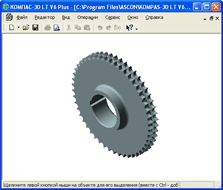 КОМПАС-3D LT V6 Plus - [C:\Program Files\ASCON\KOMPAS-3D LT V6...
Файл Редактор Вид Операции Сервис Окно Справка
Щелкните левой кнопкой мыши на объекте для его выделения (вместе с Ctrl - доб